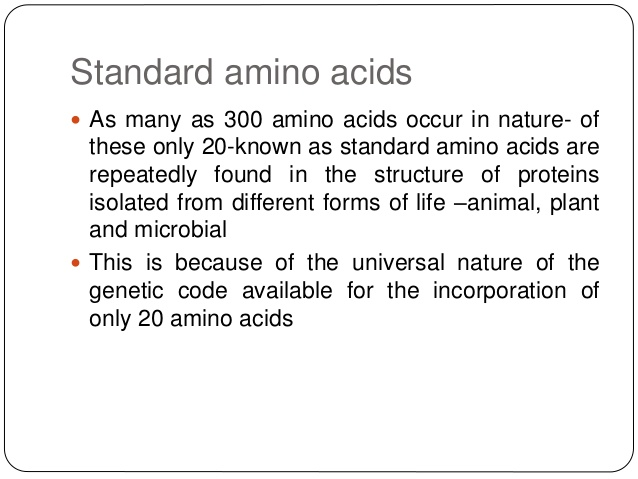 Standard amino acids
• As many as 300 amino acids occur in nature- of
these only 20-known as standard amino acids are
repeatedly found in the structure of proteins
isolated from different forms of life –animal, plant
and microbial
• This is because of the universal nature of the
genetic code available for the incorporation of
only 20 amino acids